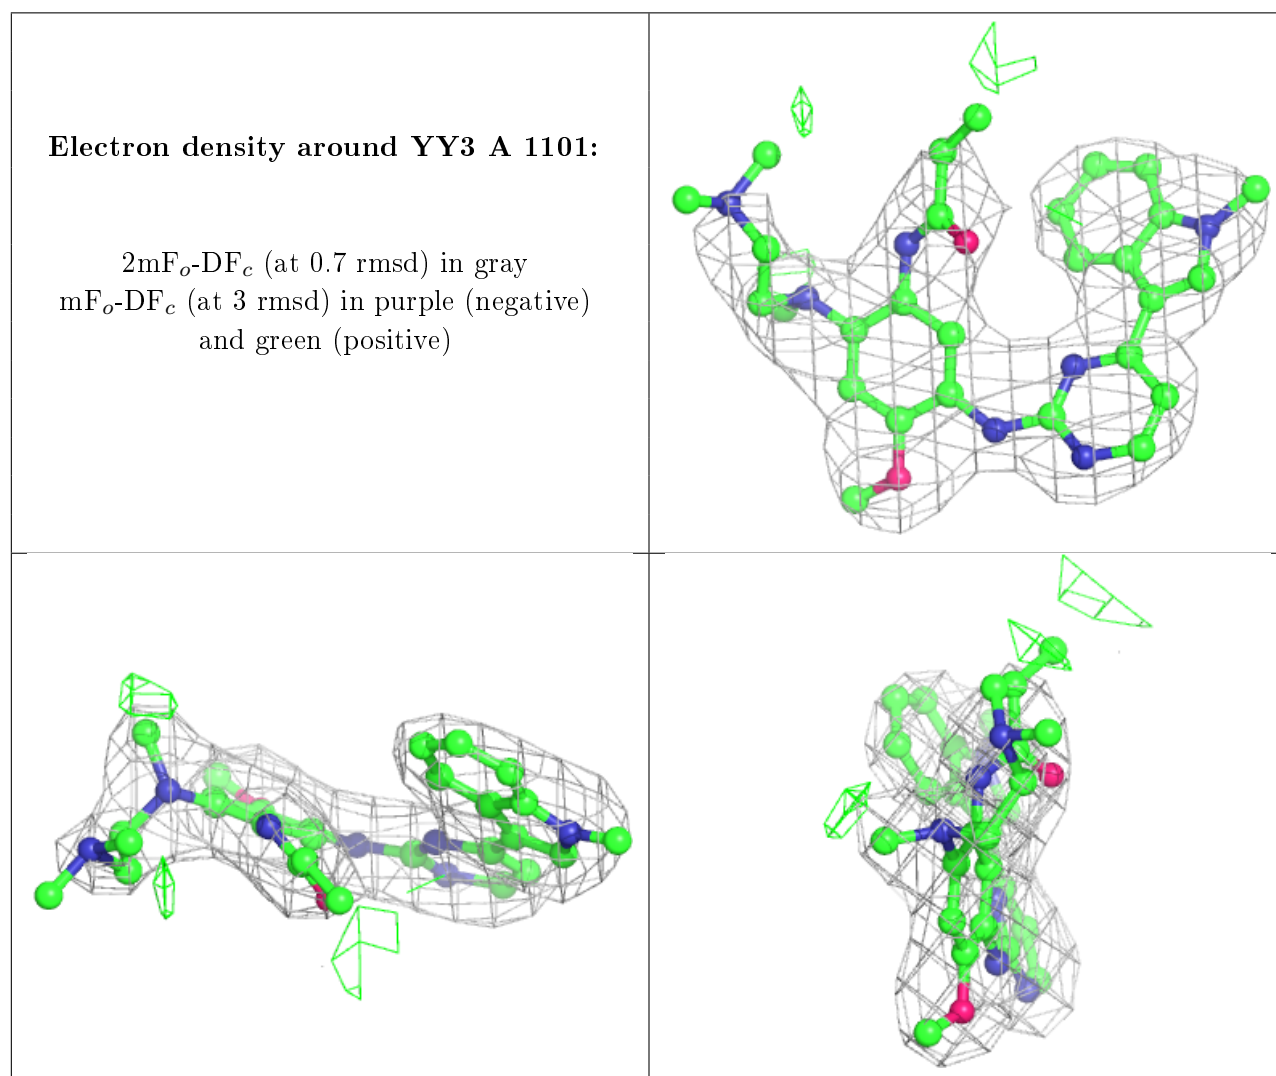 Electron density around YY3 A 1101:
2mFo-DFc (at 0.7 rmsd) in gray
mFo-DFc (at 3 rmsd) in purple (negative)
and green (positive)